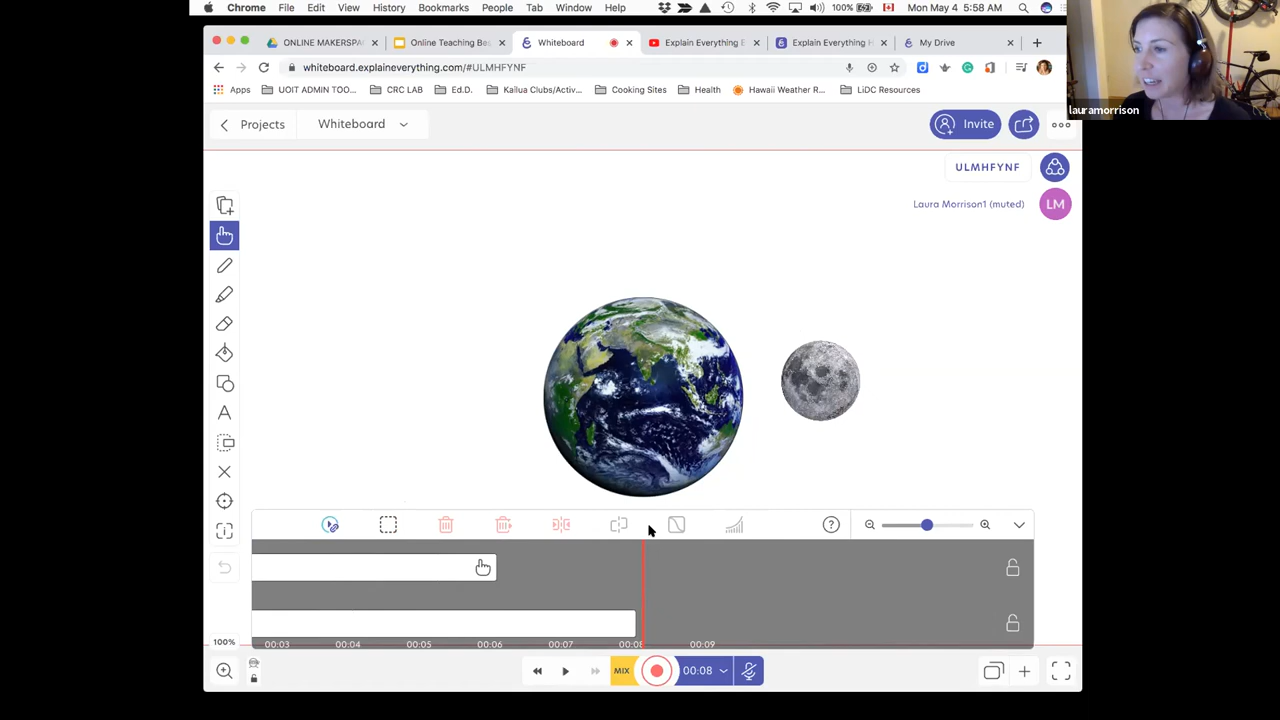 Chrome File Edit View History Bookmarks People Tab Window Help 100% Mon May 4 5:58 AM
ONLINE MAKERSPA Online Teaching Be Whiteboard Explain Everything E Explain Everything H My Drive
whiteboard.explaineverything.com/#ULMHFYNF
lauramorrison
Apps UOIT ADMIN TOO... CRC LAB Ed.D. Kailua Clubs/Activ... Cooking Sites Health Hawaii Weather R... LiDC Resources
Projects Whiteboard Invite
ULMHFYNF
Laura Morrison1 (muted) LM
A
?
00:03 00:04 00:05 00:06 00:07 00:08 00:09
100%
MIX 00:08